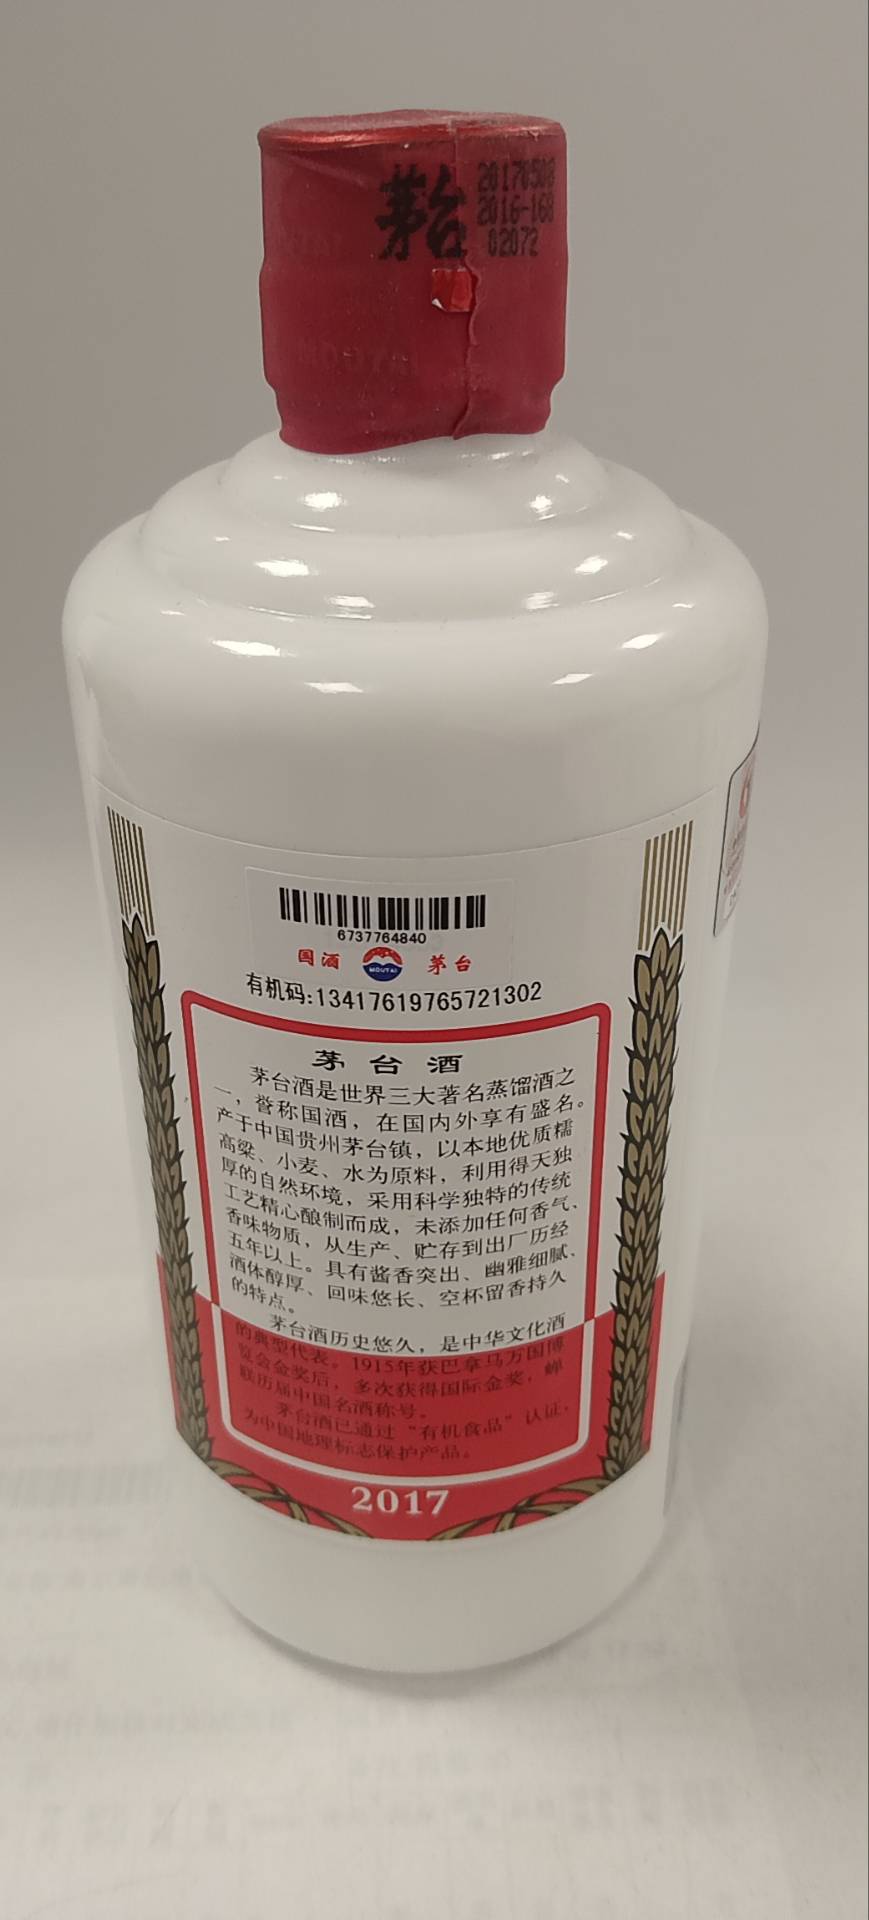 茅台
20170508
2016-168
02072
6737764840
国酒 MOUTAI 茅台
有机码:13417619765721302
茅台酒
茅台酒是世界三大著名蒸馏酒之
一，誉称国酒，在国内外享有盛名。
产于中国贵州茅台镇，以本地优质糯
高粱、小麦、水为原料，利用得天独
厚的自然环境，采用科学独特的传统
工艺精心酿制而成，未添加任何香气、
香味物质，从生产、贮存到出厂历经
五年以上。具有酱香突出、幽雅细腻、
酒体醇厚、回味悠长、空杯留香持久
的特点。
茅台酒历史悠久，是中华文化酒
的典型代表。1915年获巴拿马万国博
览会金奖后，多次获得国际金奖，蝉
联历届中国名酒称号。
茅台酒已通过“有机食品”认证，
为中国地理标志保护产品。
2017